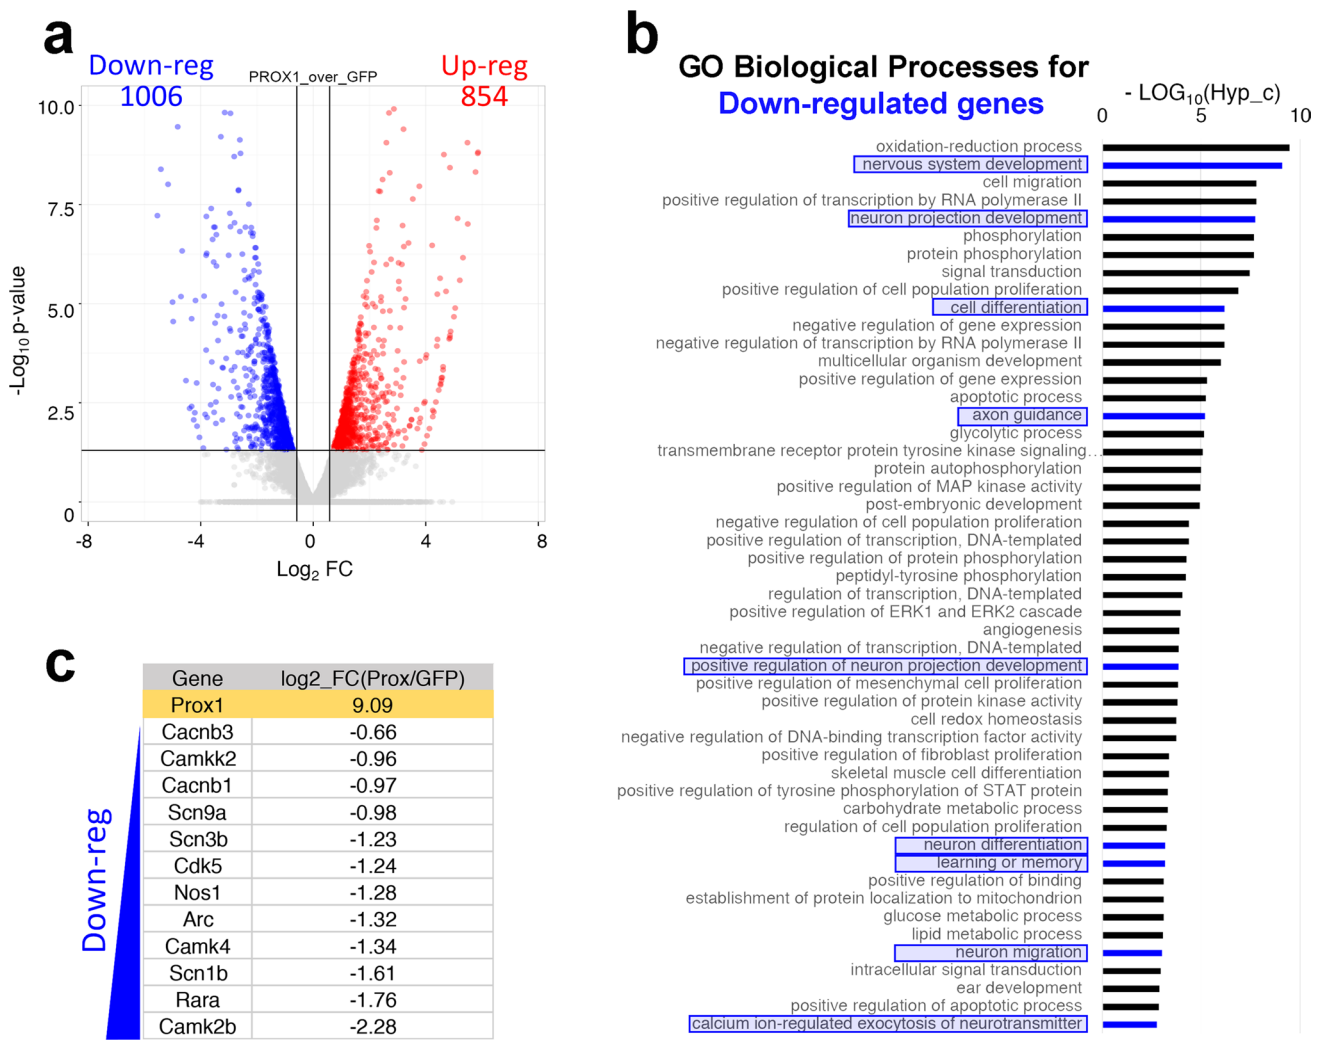 a
Down-reg
1006
PROX1_over_GFP
Up-reg
854
10.0
7.5
5.0
2.5
0
-Log10 p-value
-8
-4
0
4
8
Log2 FC
b
GO Biological Processes for
Down-regulated genes
- LOG10(Hyp_c)
0
5
10
oxidation-reduction process
nervous system development
cell migration
positive regulation of transcription by RNA polymerase II
neuron projection development
phosphorylation
protein phosphorylation
signal transduction
positive regulation of cell population proliferation
cell differentiation
negative regulation of gene expression
negative regulation of transcription by RNA polymerase II
multicellular organism development
positive regulation of gene expression
apoptotic process
axon guidance
glycolytic process
transmembrane receptor protein tyrosine kinase signaling…
protein autophosphorylation
positive regulation of MAP kinase activity
post-embryonic development
negative regulation of cell population proliferation
positive regulation of transcription, DNA-templated
positive regulation of protein phosphorylation
peptidyl-tyrosine phosphorylation
regulation of transcription, DNA-templated
positive regulation of ERK1 and ERK2 cascade
angiogenesis
negative regulation of transcription, DNA-templated
positive regulation of neuron projection development
positive regulation of mesenchymal cell proliferation
positive regulation of protein kinase activity
cell redox homeostasis
negative regulation of DNA-binding transcription factor activity
positive regulation of fibroblast proliferation
skeletal muscle cell differentiation
positive regulation of tyrosine phosphorylation of STAT protein
carbohydrate metabolic process
regulation of cell population proliferation
neuron differentiation
learning or memory
positive regulation of binding
establishment of protein localization to mitochondrion
glucose metabolic process
lipid metabolic process
neuron migration
intracellular signal transduction
ear development
positive regulation of apoptotic process
calcium ion-regulated exocytosis of neurotransmitter
c
Down-reg
Gene log2_FC(Prox/GFP)
Prox1 9.09
Cacnb3 -0.66
Camkk2 -0.96
Cacnb1 -0.97
Scn9a -0.98
Scn3b -1.23
Cdk5 -1.24
Nos1 -1.28
Arc -1.32
Camk4 -1.34
Scn1b -1.61
Rara -1.76
Camk2b -2.28